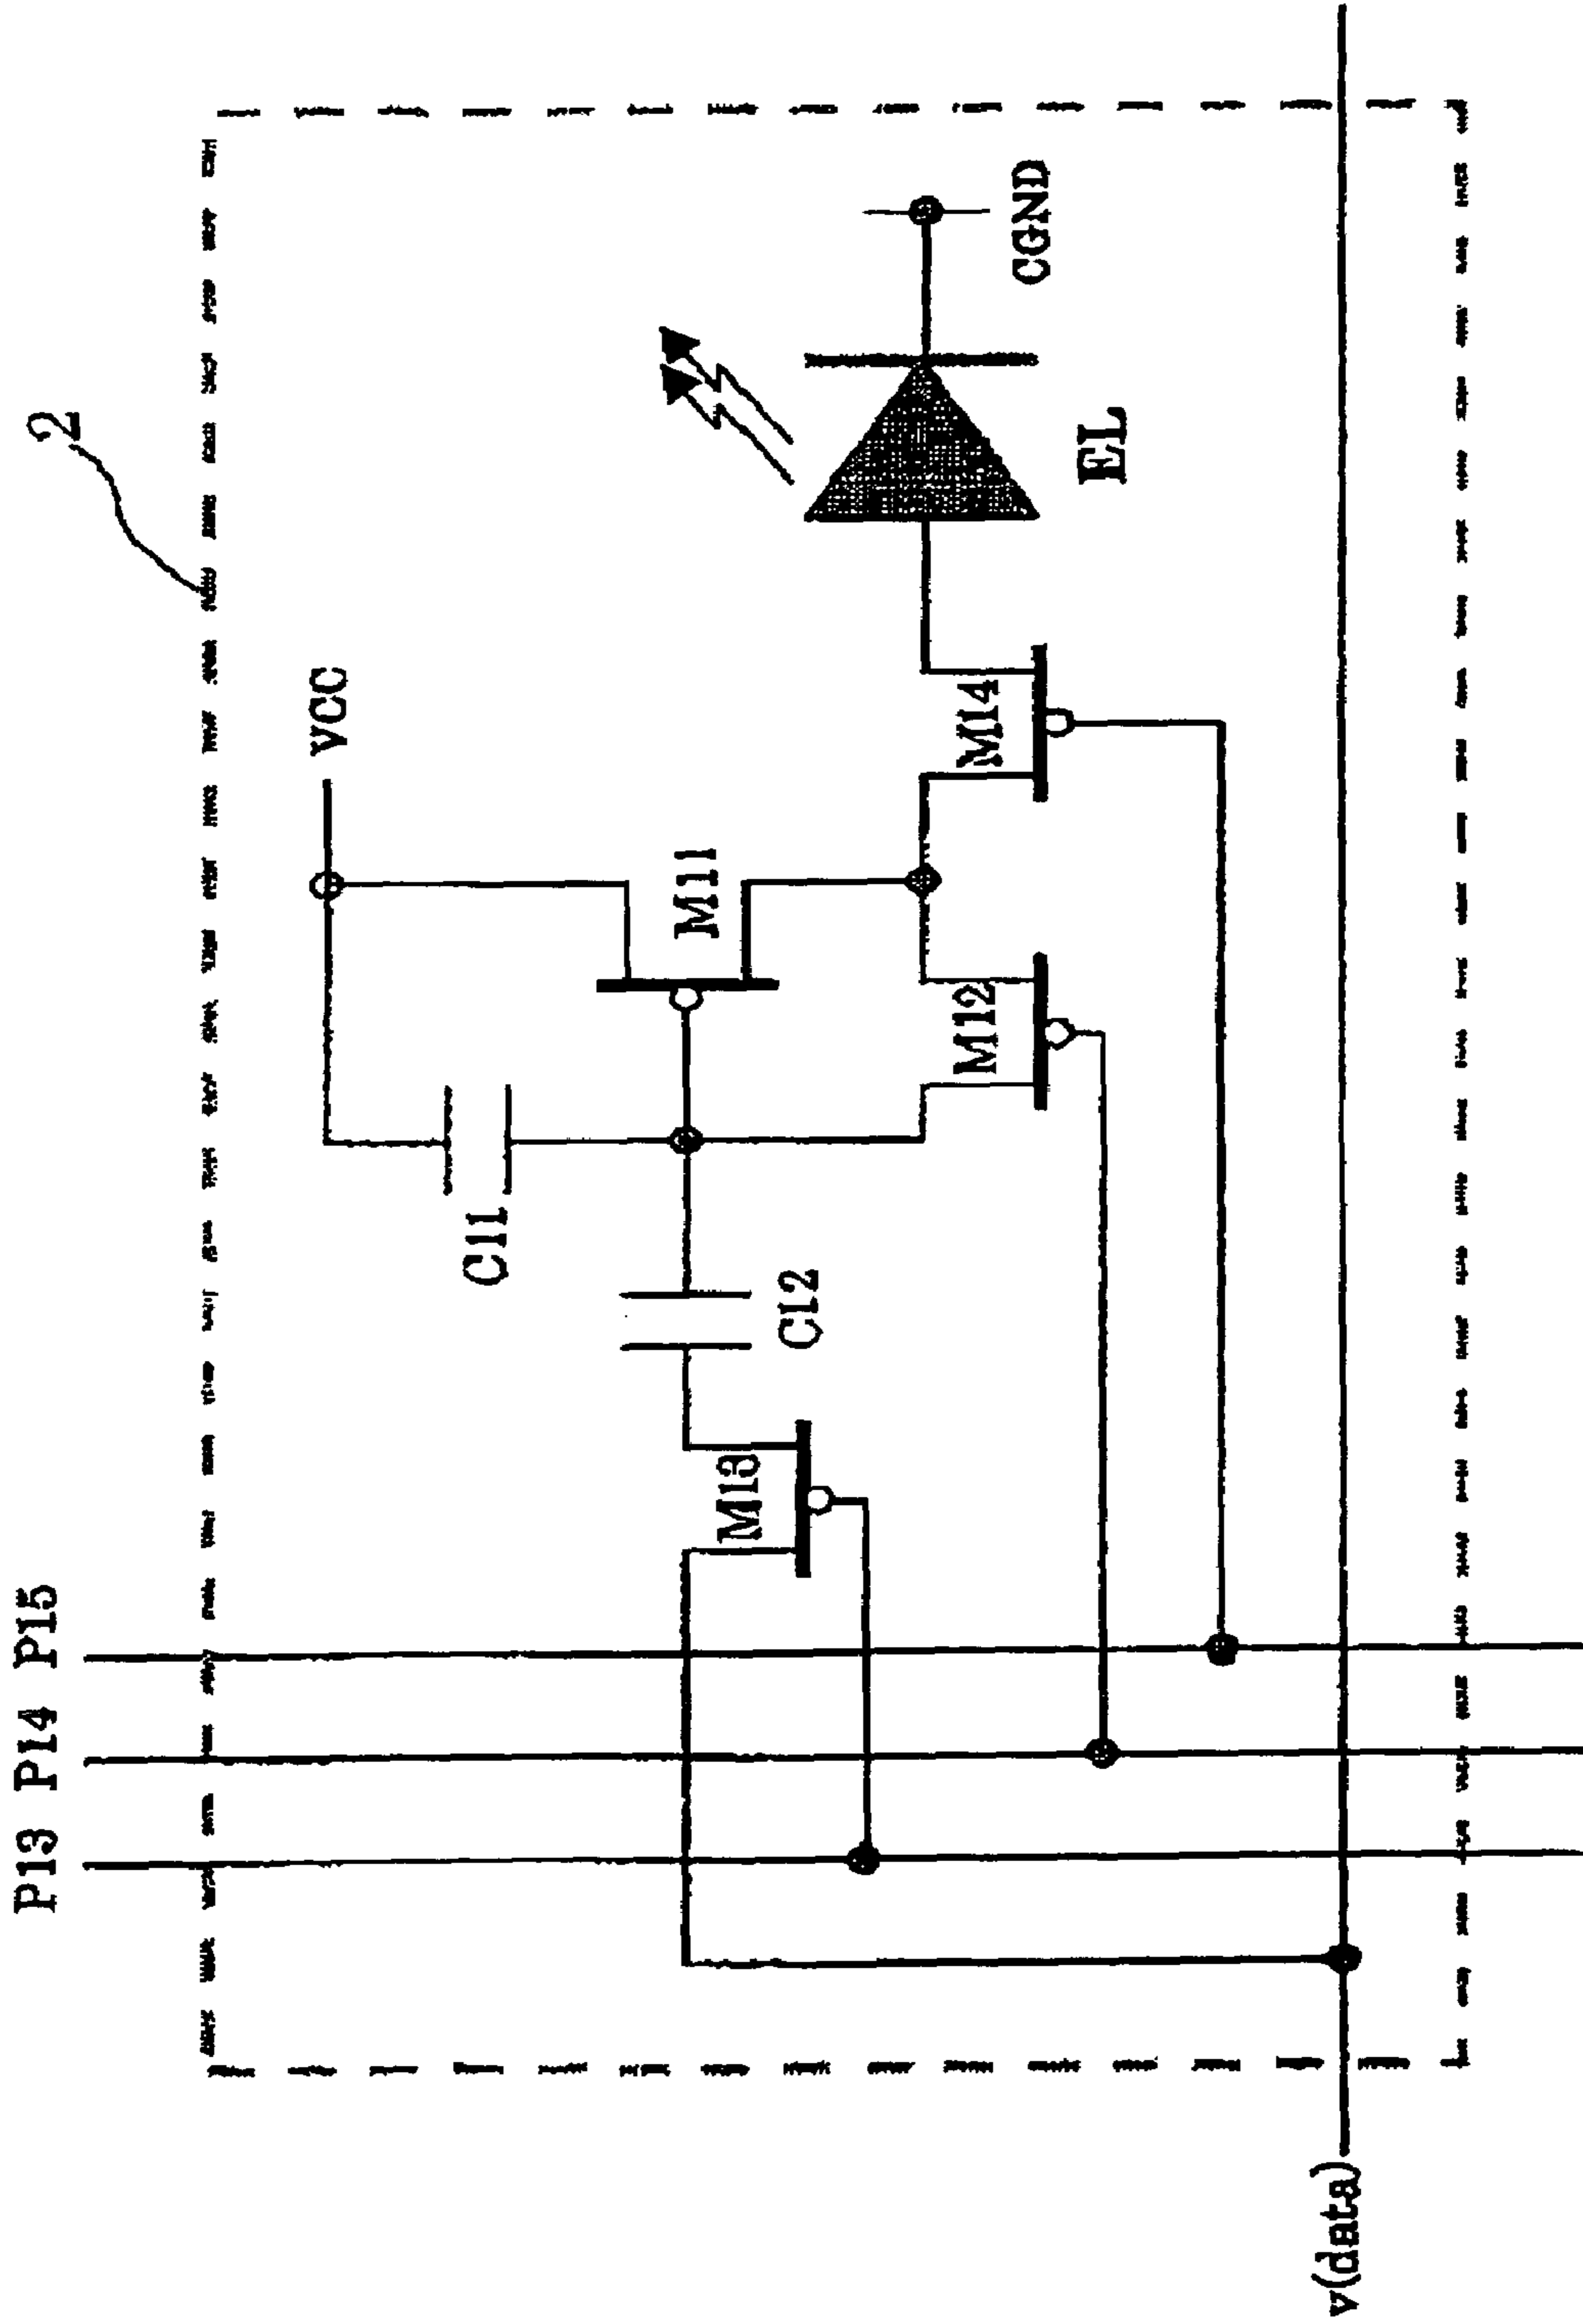 2
VCC
CGND
EL
M11
M14
M12
C11
C12
M13
P15
P14
P13
v(data)